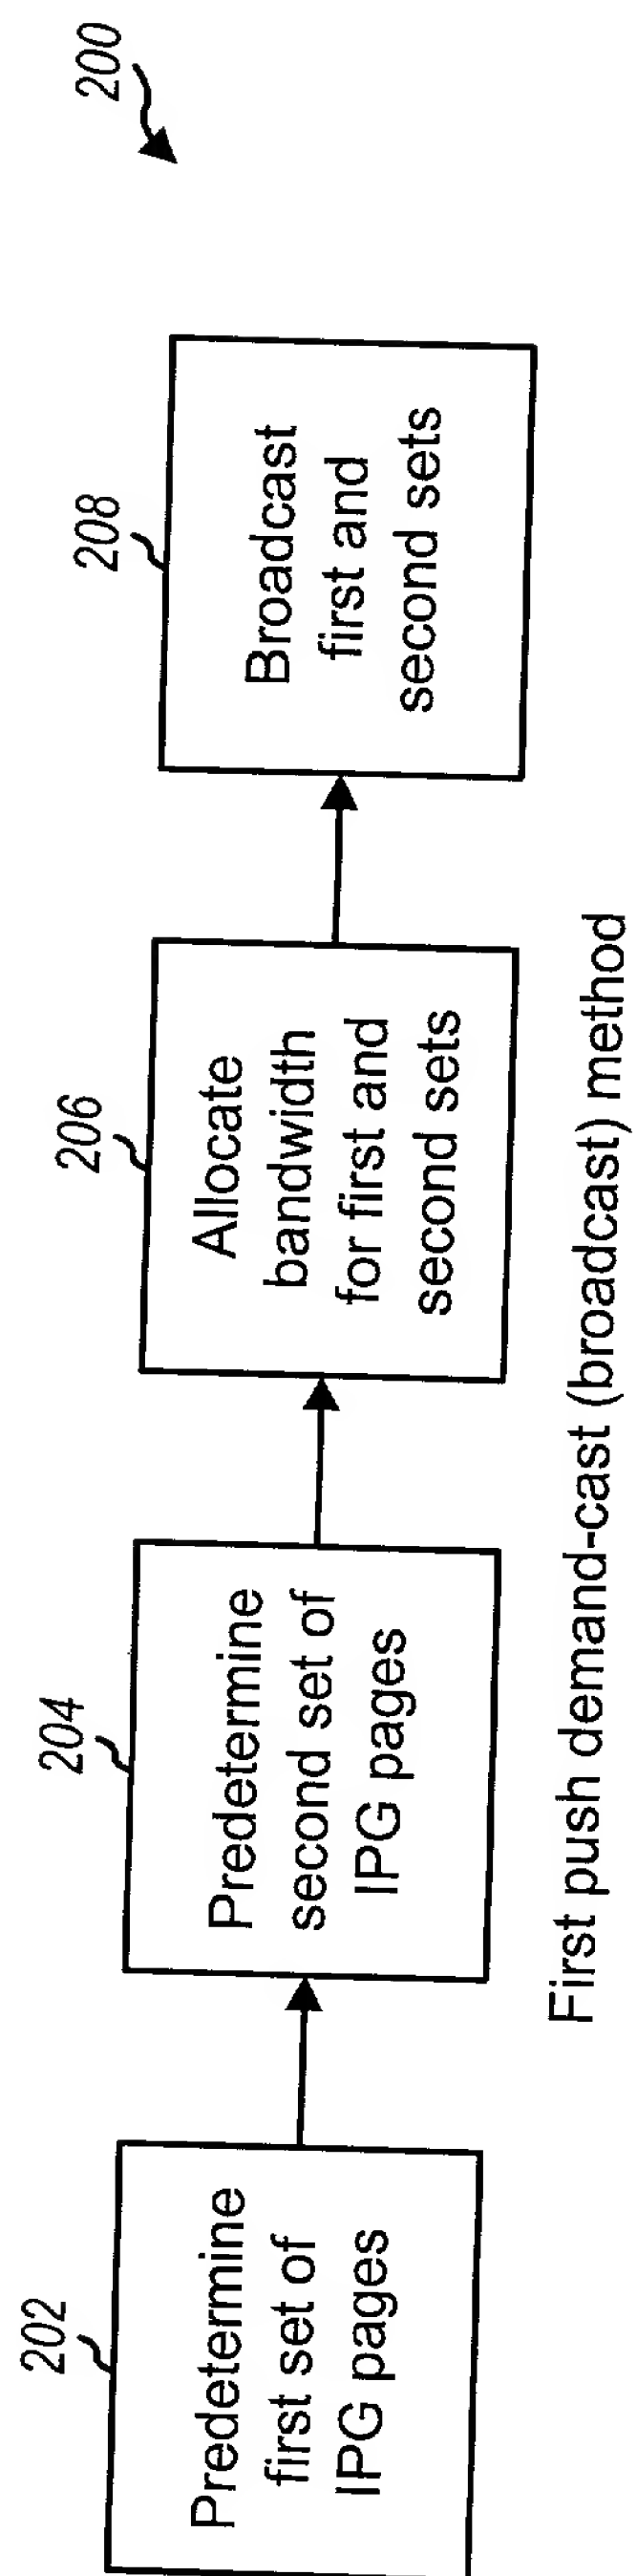 200
202
Predetermine
first set of
IPG pages
204
Predetermine
second set of
IPG pages
206
Allocate
bandwidth
for first and
second sets
208
Broadcast
first and
second sets
First push demand-cast (broadcast) method